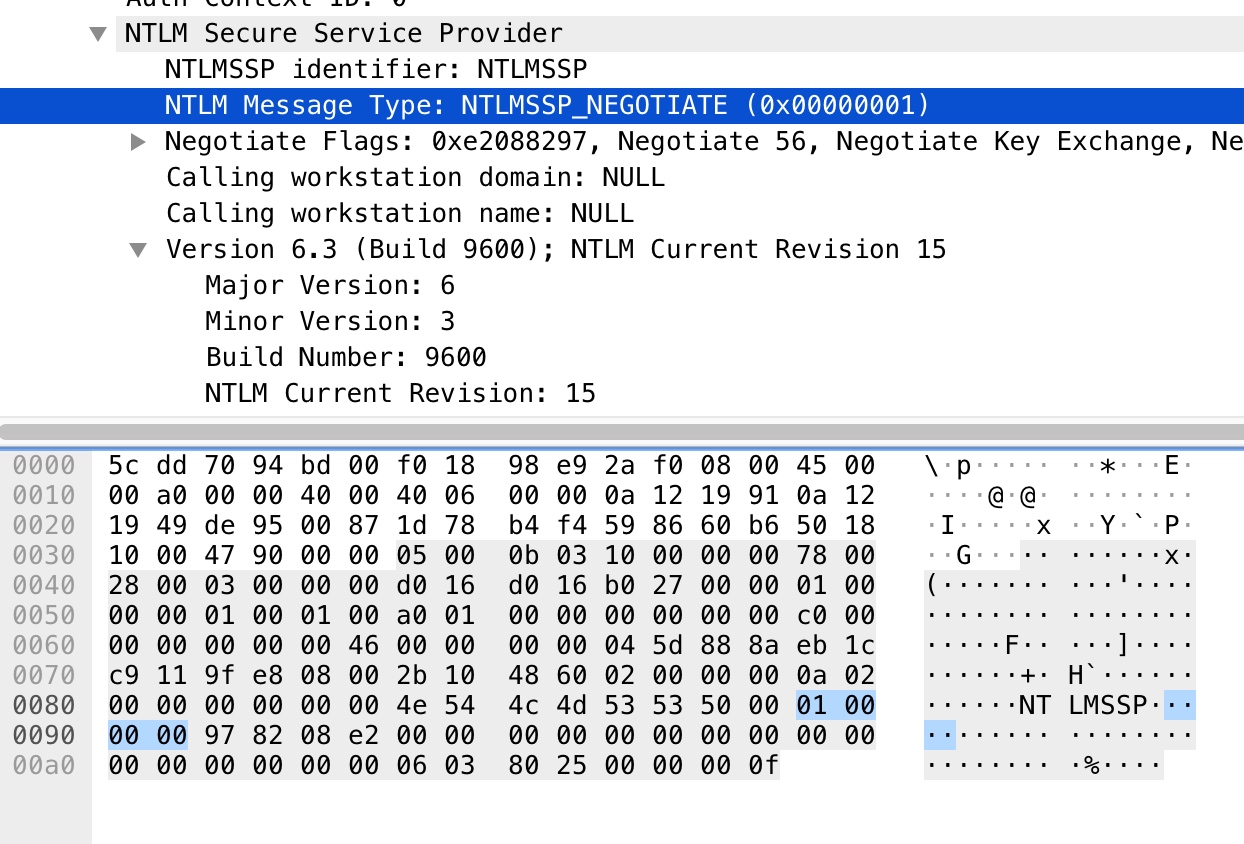 Auth Context ID: 0
▼ NTLM Secure Service Provider
NTLMSSP identifier: NTLMSSP
NTLM Message Type: NTLMSSP_NEGOTIATE (0x00000001)
▶ Negotiate Flags: 0xe2088297, Negotiate 56, Negotiate Key Exchange, Ne
Calling workstation domain: NULL
Calling workstation name: NULL
▼ Version 6.3 (Build 9600); NTLM Current Revision 15
Major Version: 6
Minor Version: 3
Build Number: 9600
NTLM Current Revision: 15
0000 5c dd 70 94 bd 00 f0 18 98 e9 2a f0 08 00 45 00 \·p····· ··*···E·
0010 00 a0 00 00 40 00 40 06 00 00 0a 12 19 91 0a 12 ····@·@· ········
0020 19 49 de 95 00 87 1d 78 b4 f4 59 86 60 b6 50 18 ·I·····x ··Y·`·P·
0030 10 00 47 90 00 00 05 00 0b 03 10 00 00 00 78 00 ··G····· ······x·
0040 28 00 03 00 00 00 d0 16 d0 16 b0 27 00 00 01 00 (······· ···'····
0050 00 00 01 00 01 00 a0 01 00 00 00 00 00 00 c0 00 ········ ········
0060 00 00 00 00 00 46 00 00 00 00 04 5d 88 8a eb 1c ·····F·· ···]····
0070 c9 11 9f e8 08 00 2b 10 48 60 02 00 00 00 0a 02 ······+· H`······
0080 00 00 00 00 00 00 4e 54 4c 4d 53 53 50 00 01 00 ······NT LMSSP···
0090 00 00 97 82 08 e2 00 00 00 00 00 00 00 00 00 00 ········ ········
00a0 00 00 00 00 00 00 06 03 80 25 00 00 00 0f ········ ·%····